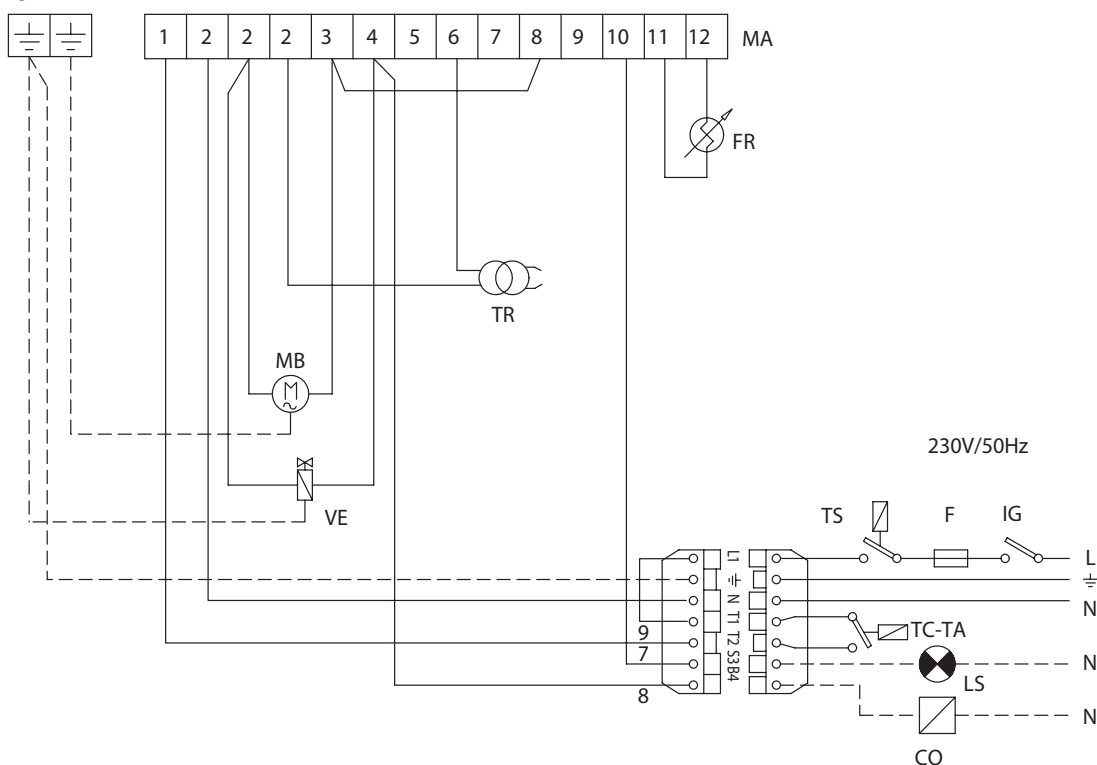 1 2 2 2 3 4 5 6 7 8 9 10 11 12 MA
FR
TR
MB
M
230V/50Hz
VE
TS F IG
L1 L
N N
T1
9 T2 TC-TA
7 S3 N
B4 LS
8 N
CO